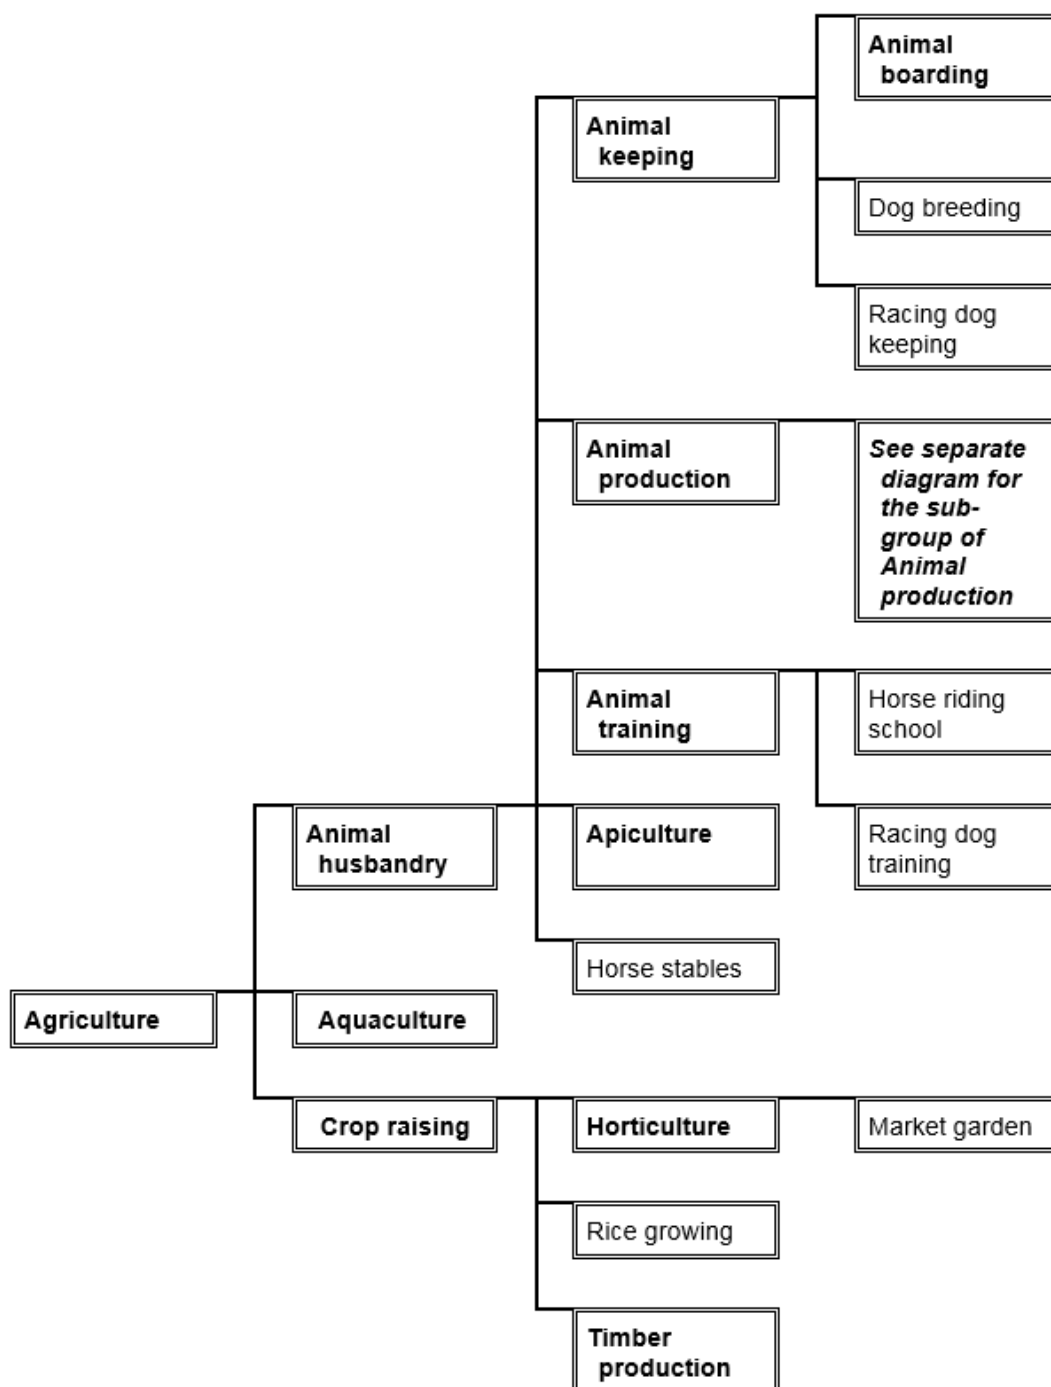 Animal
boarding
Animal
keeping
Dog breeding
Racing dog
keeping
Animal
production
See separate
diagram for
the sub-
group of
Animal
production
Animal
training
Horse riding
school
Animal
husbandry
Apiculture
Racing dog
training
Horse stables
Agriculture
Aquaculture
Crop raising
Horticulture
Market garden
Rice growing
Timber
production